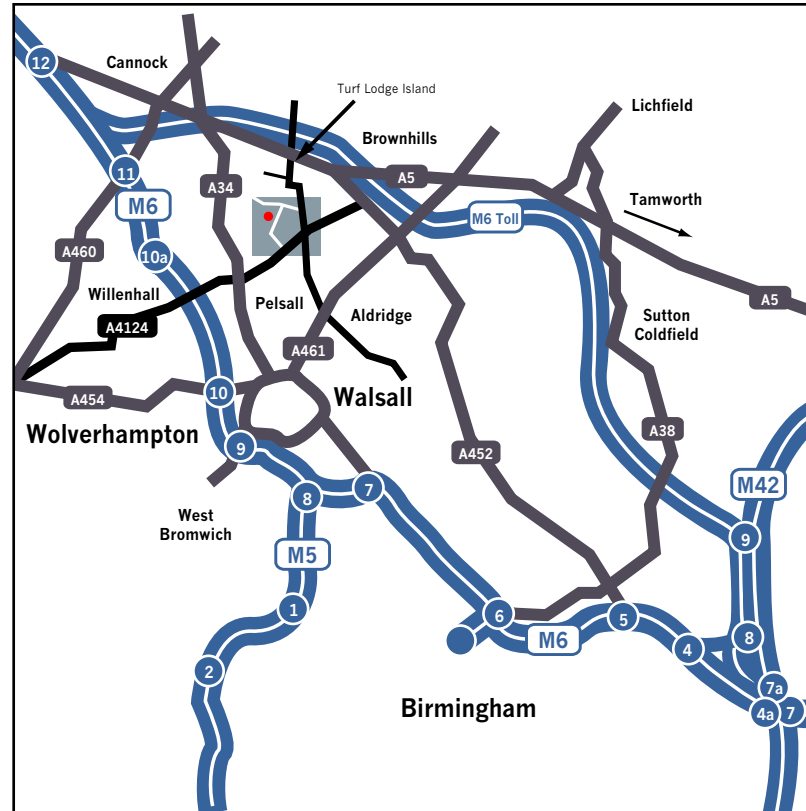 12
Cannock
Turf Lodge Island
Lichfield
Brownhills
11
A34
A5
M6
Tamworth
M6 Toll
A460
10a
Willenhall
Pelsall
Aldridge
A5
A4124
Sutton
Coldfield
A461
10
A454
Walsall
Wolverhampton
A38
9
A452
8
7
M42
West
Bromwich
9
M5
1
6
5
M6
4
8
2
7a
Birmingham
4a
7